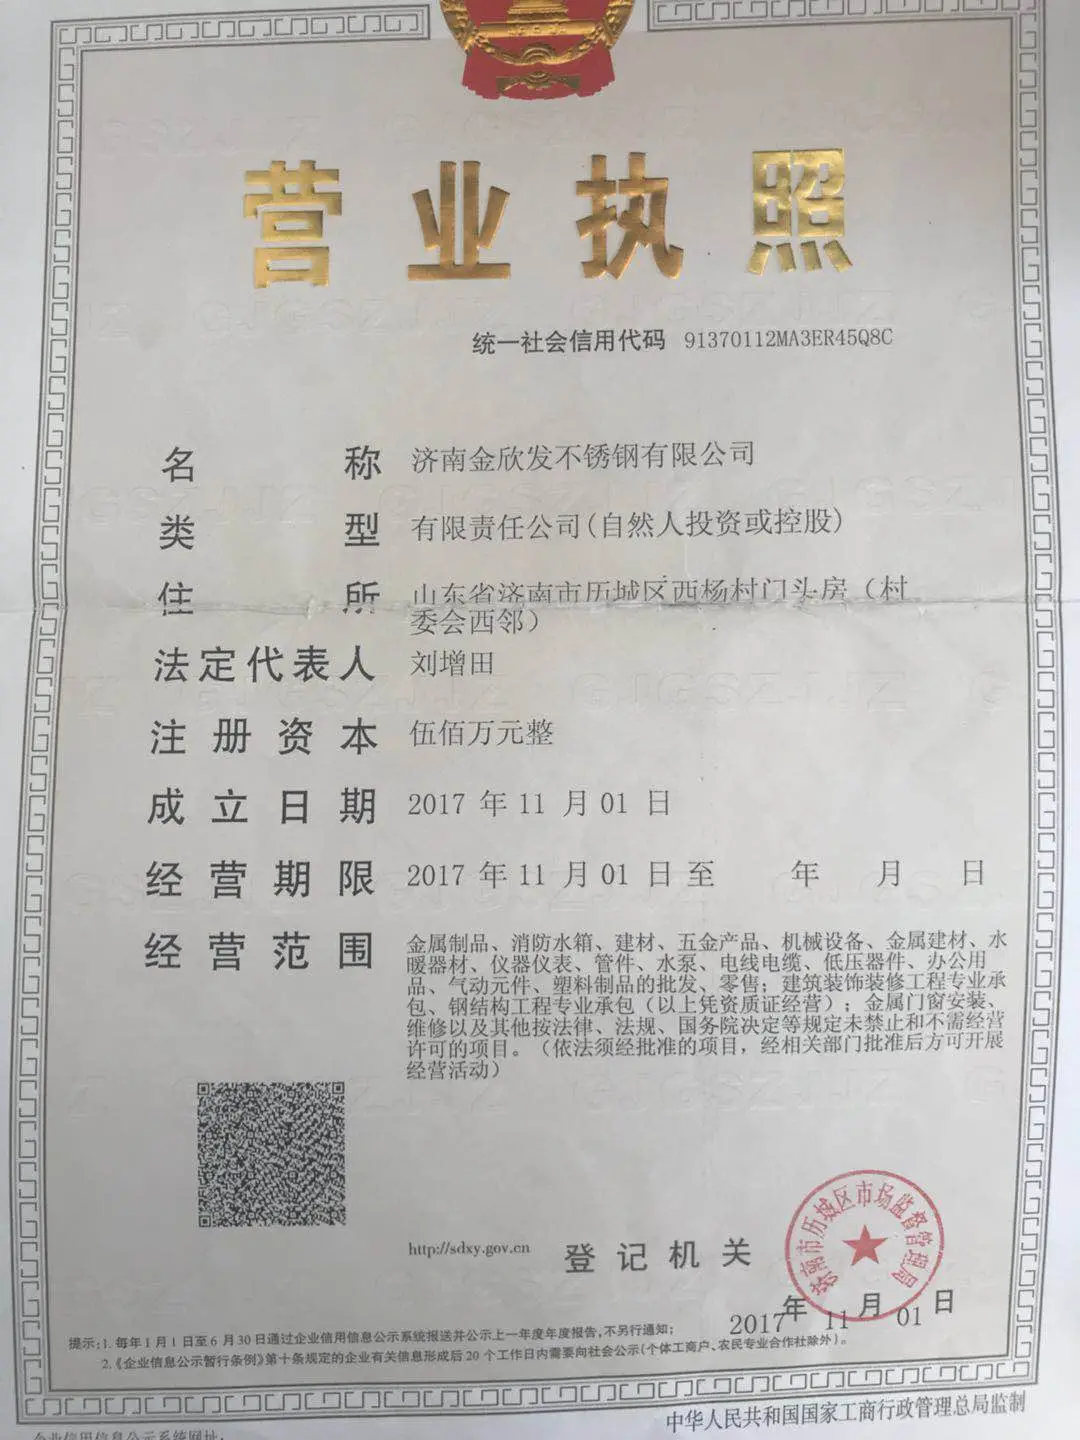 营业执照
统一社会信用代码 91370112MA3ER45Q8C
名称 济南金欣发不锈钢有限公司
类型 有限责任公司(自然人投资或控股)
住所 山东省济南市历城区西杨村门头房（村
委会西邻）
法定代表人 刘增田
注册资本 伍佰万元整
成立日期 2017 年 11 月 01 日
经营期限 2017 年 11 月 01 日 至 年 月 日
经营范围 金属制品、消防水箱、建材、五金产品、机械设备、金属建材、水
暖器材、仪器仪表、管件、水泵、电线电缆、低压器件、办公用
品、气动元件、塑料制品的批发、零售；建筑装饰装修工程专业承
包、钢结构工程专业承包（以上凭资质证经营）；金属门窗安装、
维修以及其他按法律、法规、国务院决定等规定未禁止和不需经营
许可的项目。（依法须经批准的项目，经相关部门批准后方可开展
经营活动）
http://sdxy.gov.cn
登记机关
济南市历城区市场监督管理局
2017 年 11 月 01 日
提示：1. 每年1月1日至6月30日通过企业信用信息公示系统报送并公示上一年度年度报告，不另行通知；
2.《企业信息公示暂行条例》第十条规定的企业有关信息形成后20个工作日内需要向社会公示(个体工商户、农民专业合作社除外)。
中华人民共和国国家工商行政管理总局监制
企业信用信息公示系统网址：